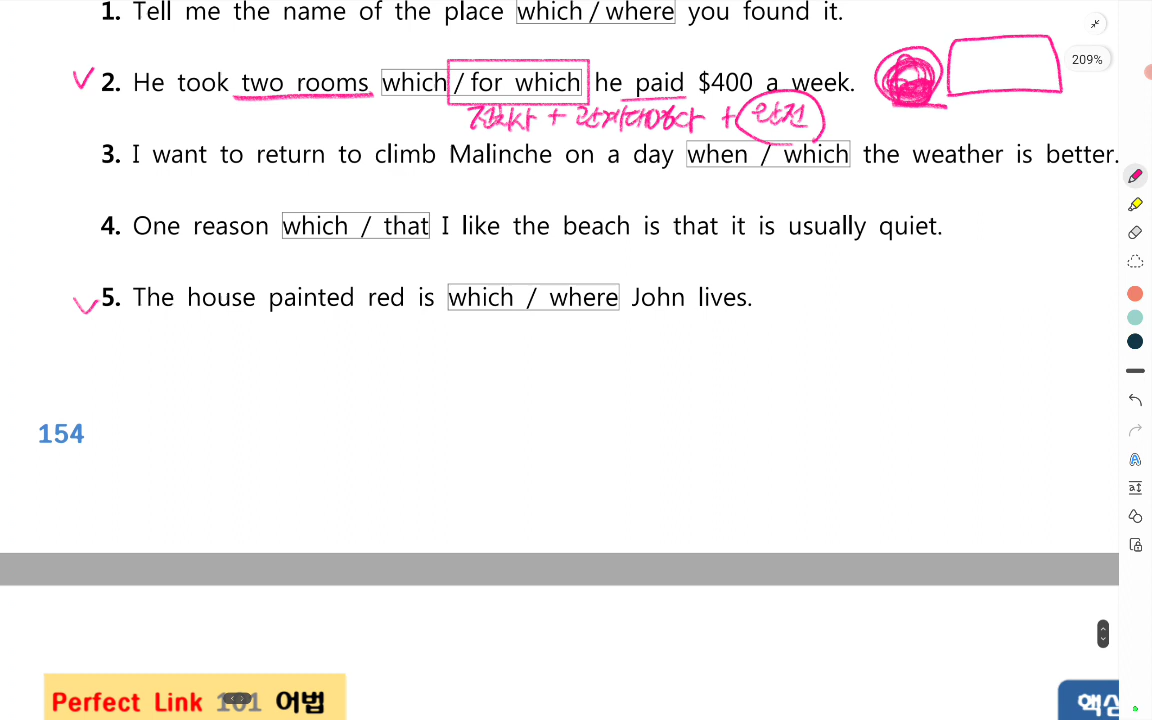 1. Tell me the name of the place which / where you found it.
209%
2. He took two rooms which / for which he paid $400 a week.
전치사 + 관계대명사 + 완전
3. I want to return to climb Malinche on a day when / which the weather is better.
4. One reason which / that I like the beach is that it is usually quiet.
5. The house painted red is which / where John lives.
154
Perfect Link 101 어법
핵심